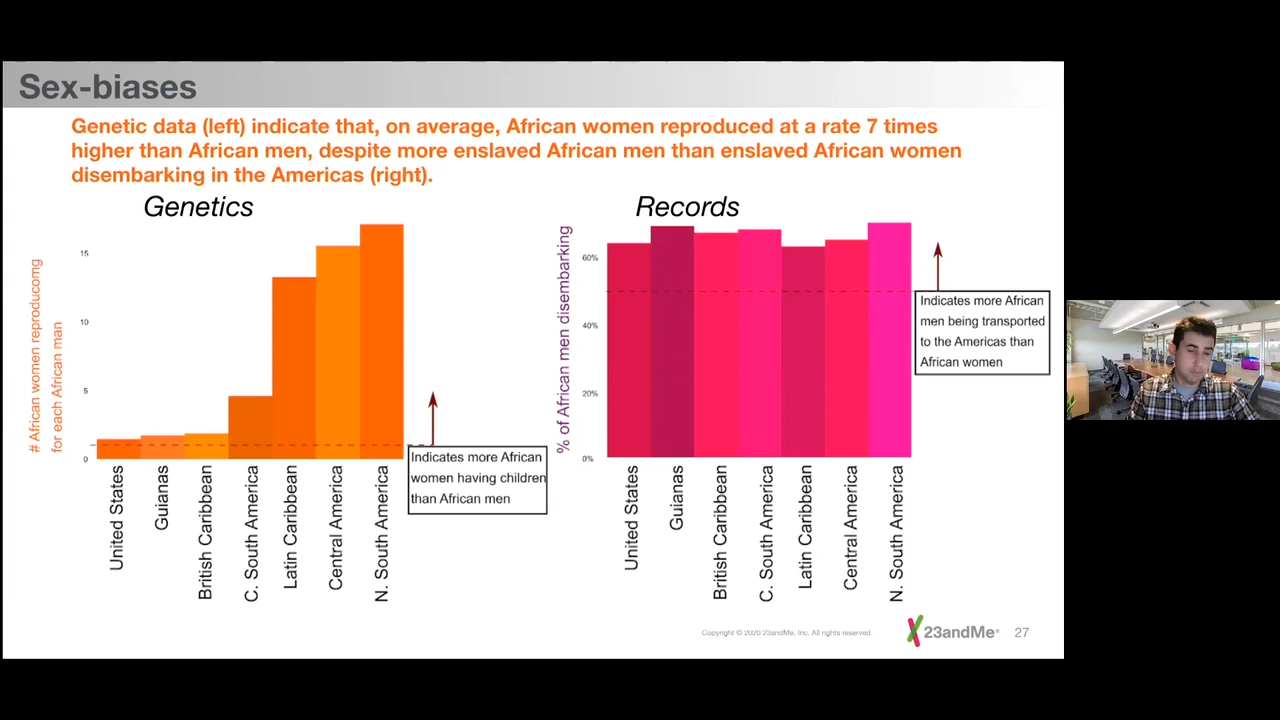 Sex-biases
Genetic data (left) indicate that, on average, African women reproduced at a rate 7 times
higher than African men, despite more enslaved African men than enslaved African women
disembarking in the Americas (right).
Genetics
# African women reproducomg
for each African man
15
10
5
0
United States
Guianas
British Caribbean
C. South America
Latin Caribbean
Central America
N. South America
Indicates more African
women having children
than African men
Records
% of African men disembarking
60%
40%
20%
0%
United States
Guianas
British Caribbean
C. South America
Latin Caribbean
Central America
N. South America
Indicates more African
men being transported
to the Americas than
African women
Copyright © 2020 23andMe, Inc. All rights reserved.
23andMe®
27